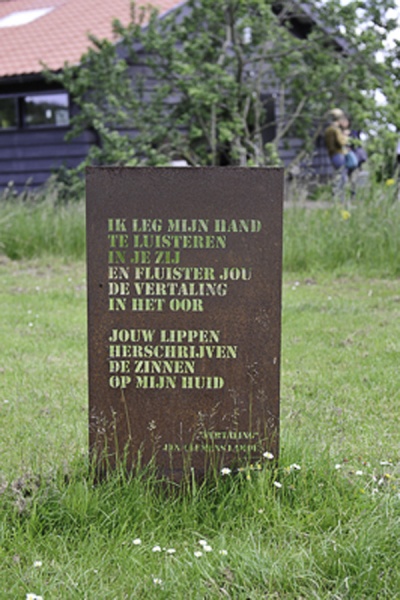 IK LEG MIJN HAND
TE LUISTEREN
IN JE ZIJ
EN FLUISTER JOU
DE VERTALING
IN HET OOR
JOUW LIPPEN
HERSCHRIJVEN
DE ZINNEN
OP MIJN HUID
"VERTALING"